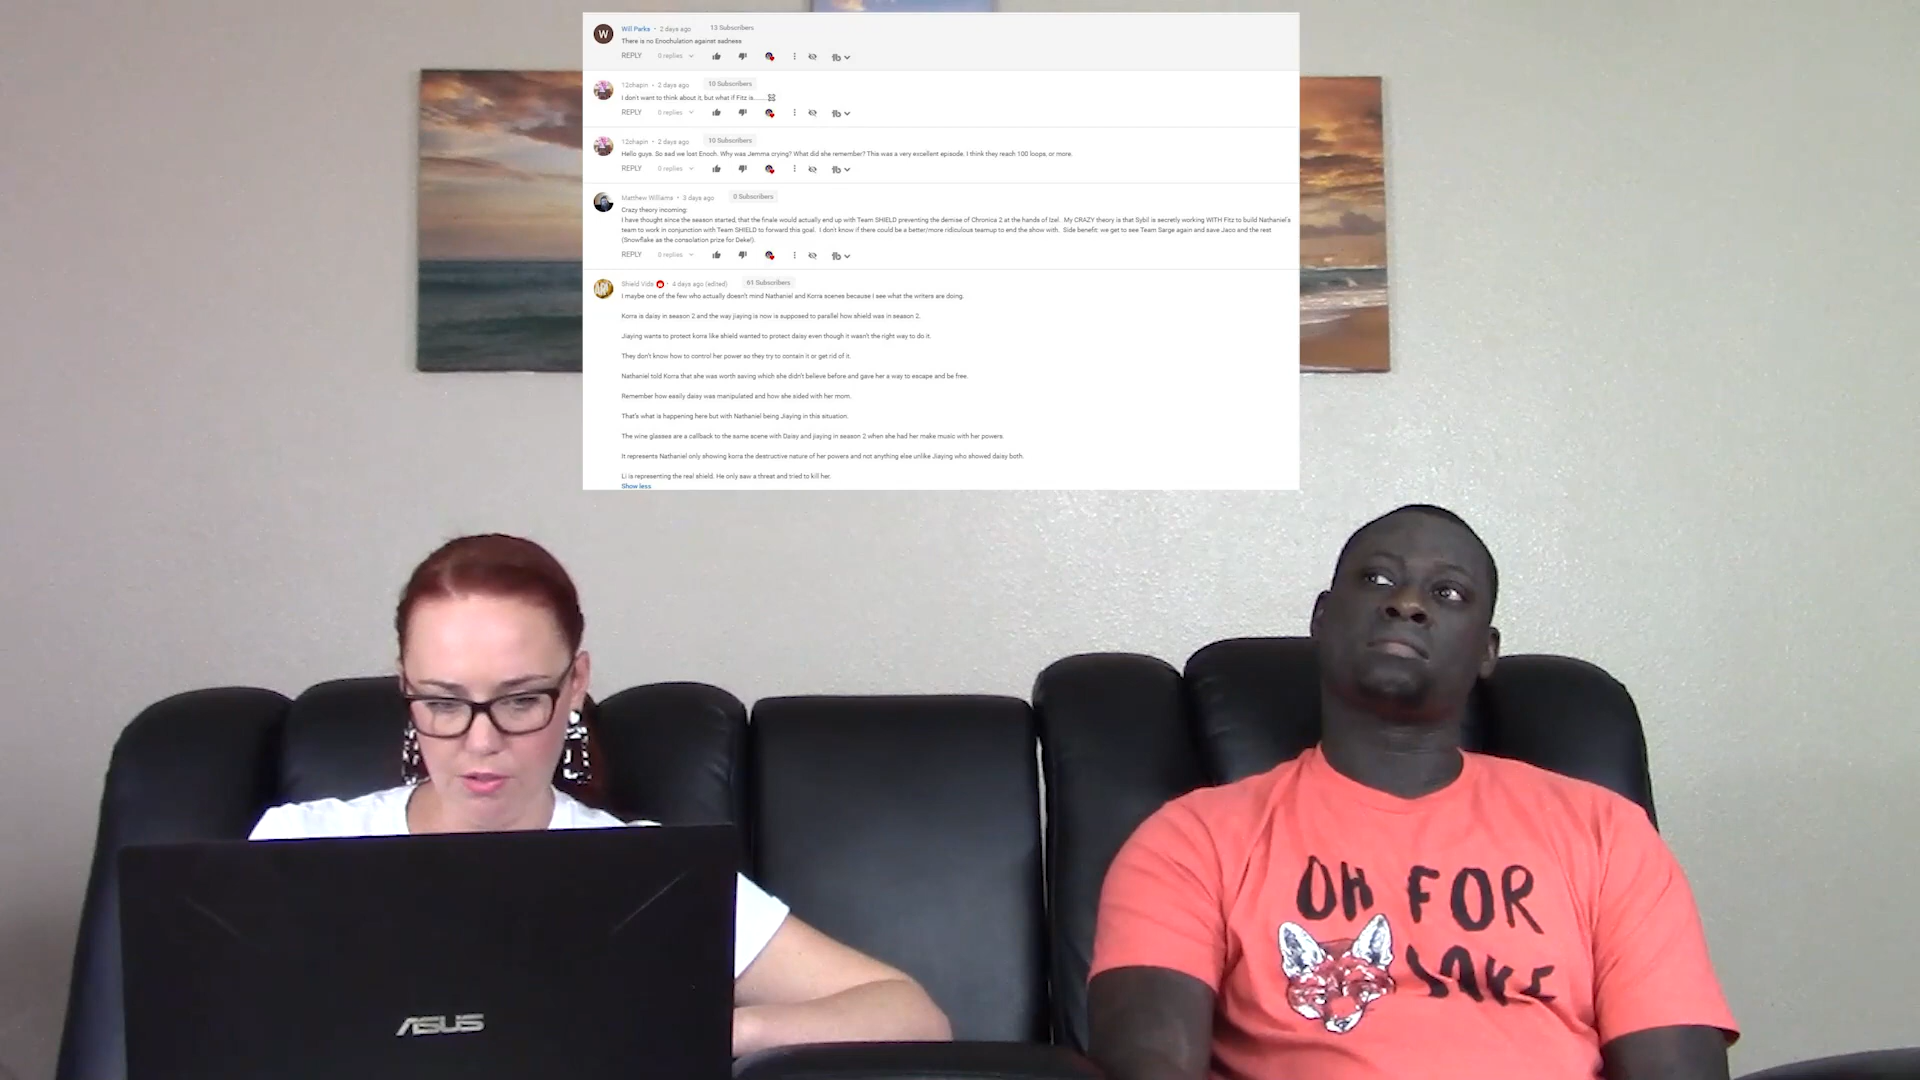 W
Will Parks • 2 days ago 13 Subscribers
There is no Enochulation against sadness
REPLY 0 replies
12chapin • 2 days ago 10 Subscribers
I don't want to think about it, but what if Fitz is.......
REPLY 0 replies
12chapin • 2 days ago 10 Subscribers
Hello guys. So sad we lost Enoch. Why was Jemma crying? What did she remember? This was a very excellent episode. I think they reach 100 loops, or more.
REPLY 0 replies
Matthew Williams • 3 days ago 0 Subscribers
Crazy theory incoming:
I have thought since the season started, that the finale would actually end up with Team SHIELD preventing the demise of Chronica 2 at the hands of Izel. My CRAZY theory is that Sybil is secretly working WITH Fitz to build Nathaniel's
team to work in conjunction with Team SHIELD to forward this goal. I don't know if there could be a better/more ridiculous teamup to end the show with. Side benefit: we get to see Team Sarge again and save Jaco and the rest
(Snowflake as the consolation prize for Deke!).
REPLY 0 replies
Shield Vids • 4 days ago (edited) 61 Subscribers
I maybe one of the few who actually doesn't mind Nathaniel and Korra scenes because I see what the writers are doing.
Korra is daisy in season 2 and the way jiaying is now is supposed to parallel how shield was in season 2.
Jiaying wants to protect korra like shield wanted to protect daisy even though it wasn't the right way to do it.
They don't know how to control her power so they try to contain it or get rid of it.
Nathaniel told Korra that she was worth saving which she didn't believe before and gave her a way to escape and be free.
Remember how easily daisy was manipulated and how she sided with her mom.
That's what is happening here but with Nathaniel being Jiaying in this situation.
The wine glasses are a callback to the same scene with Daisy and jiaying in season 2 when she had her make music with her powers.
It represents Nathaniel only showing korra the destructive nature of her powers and not anything else unlike Jiaying who showed daisy both.
Li is representing the real shield. He only saw a threat and tried to kill her.
Show less
OH FOR
SAKE
ASUS